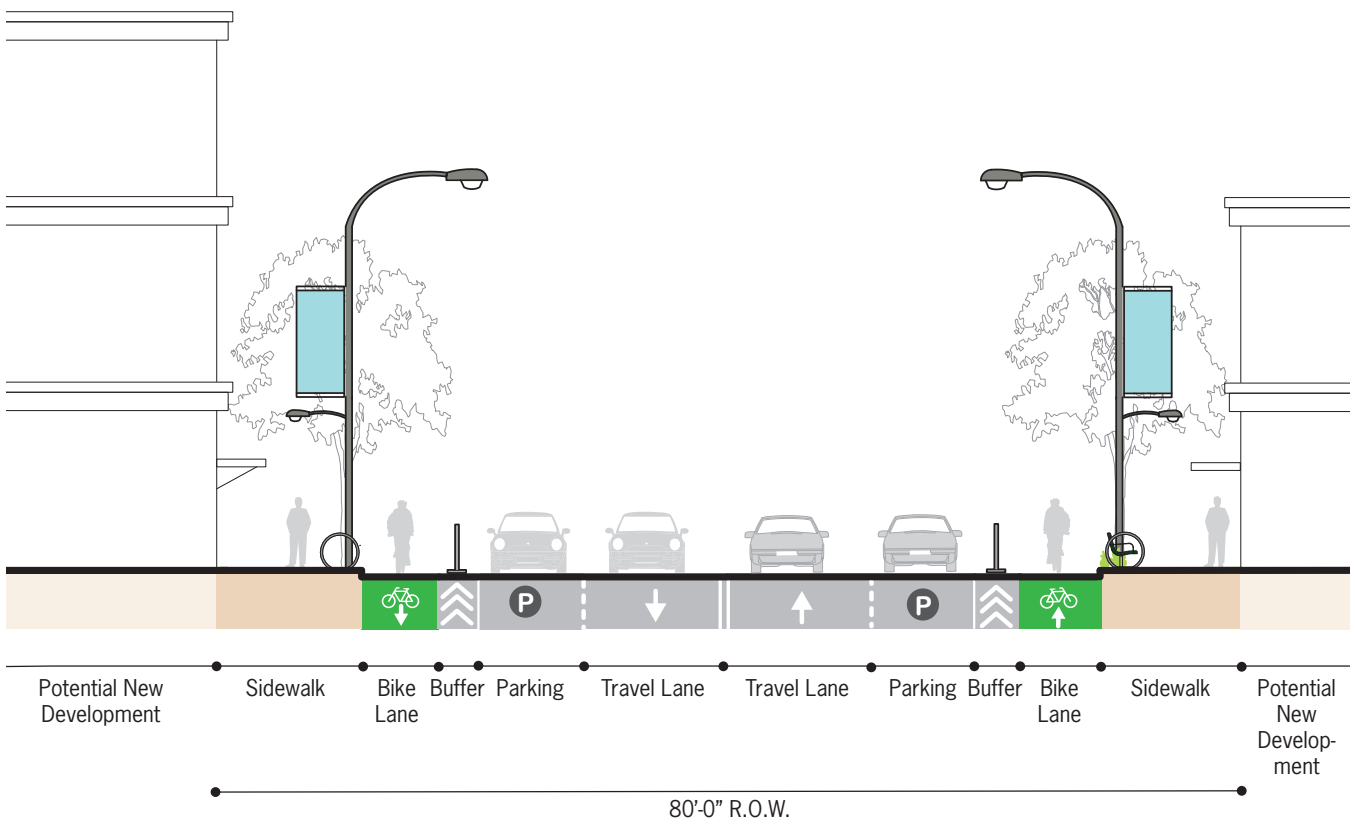 P
P
Potential New
Development
Sidewalk
Bike
Lane
Buffer
Parking
Travel Lane
Travel Lane
Parking
Buffer
Bike
Lane
Sidewalk
Potential
New
Develop-
ment
80'-0" R.O.W.